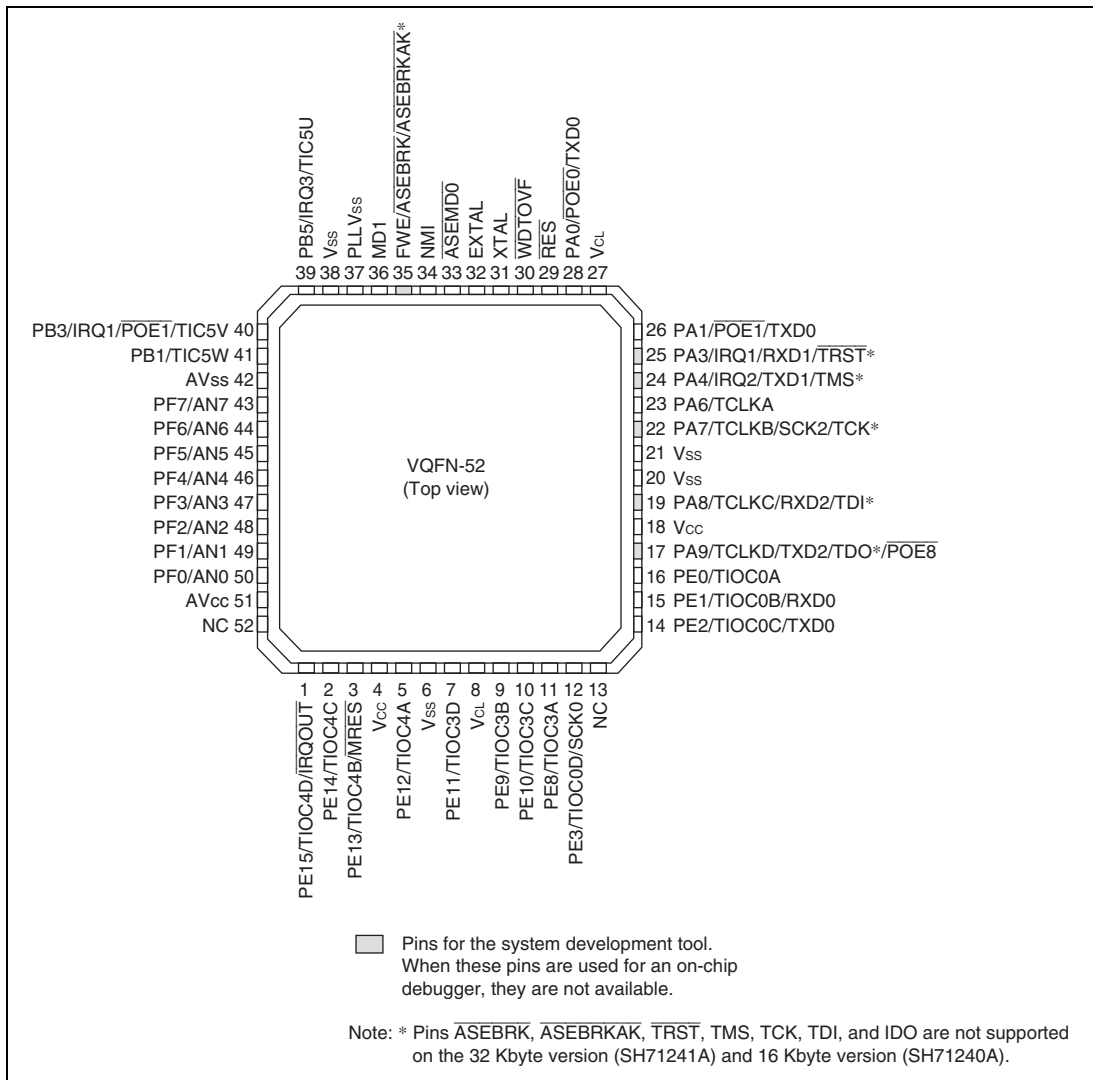 PB5/IRQ3/TIC5U
Vss
PLLVss
MD1
FWE/ASEBRK/ASEBRKAK*
NMI
ASEMD0
EXTAL
XTAL
WDTOVF
RES
PA0/POE0/TXD0
VCL
39 38 37 36 35 34 33 32 31 30 29 28 27
PB3/IRQ1/POE1/TIC5V 40
PB1/TIC5W 41
AVss 42
PF7/AN7 43
PF6/AN6 44
PF5/AN5 45
PF4/AN4 46
PF3/AN3 47
PF2/AN2 48
PF1/AN1 49
PF0/AN0 50
AVcc 51
NC 52
VQFN-52
(Top view)
26 PA1/POE1/TXD0
25 PA3/IRQ1/RXD1/TRST*
24 PA4/IRQ2/TXD1/TMS*
23 PA6/TCLKA
22 PA7/TCLKB/SCK2/TCK*
21 Vss
20 Vss
19 PA8/TCLKC/RXD2/TDI*
18 Vcc
17 PA9/TCLKD/TXD2/TDO*/POE8
16 PE0/TIOC0A
15 PE1/TIOC0B/RXD0
14 PE2/TIOC0C/TXD0
1 2 3 4 5 6 7 8 9 10 11 12 13
PE15/TIOC4D/IRQOUT
PE14/TIOC4C
PE13/TIOC4B/MRES
Vcc
PE12/TIOC4A
Vss
PE11/TIOC3D
VCL
PE9/TIOC3B
PE10/TIOC3C
PE8/TIOC3A
PE3/TIOC0D/SCK0
NC
Pins for the system development tool.
When these pins are used for an on-chip
debugger, they are not available.
Note: * Pins ASEBRK, ASEBRKAK, TRST, TMS, TCK, TDI, and IDO are not supported
on the 32 Kbyte version (SH71241A) and 16 Kbyte version (SH71240A).